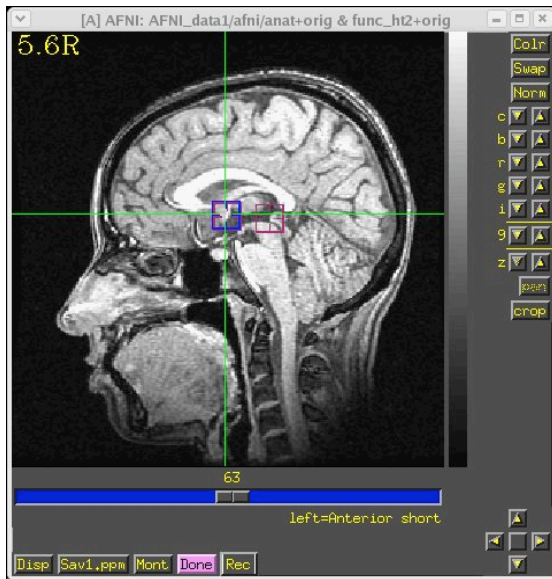 [A] AFNI: AFNI_data1/afni/anat+orig & func_ht2+orig
5.6R
Colr
Swap
Norm
c
b
r
g
i
9
z
pan
crop
63
left=Anterior short
Disp Sav1.ppm Mont Done Rec